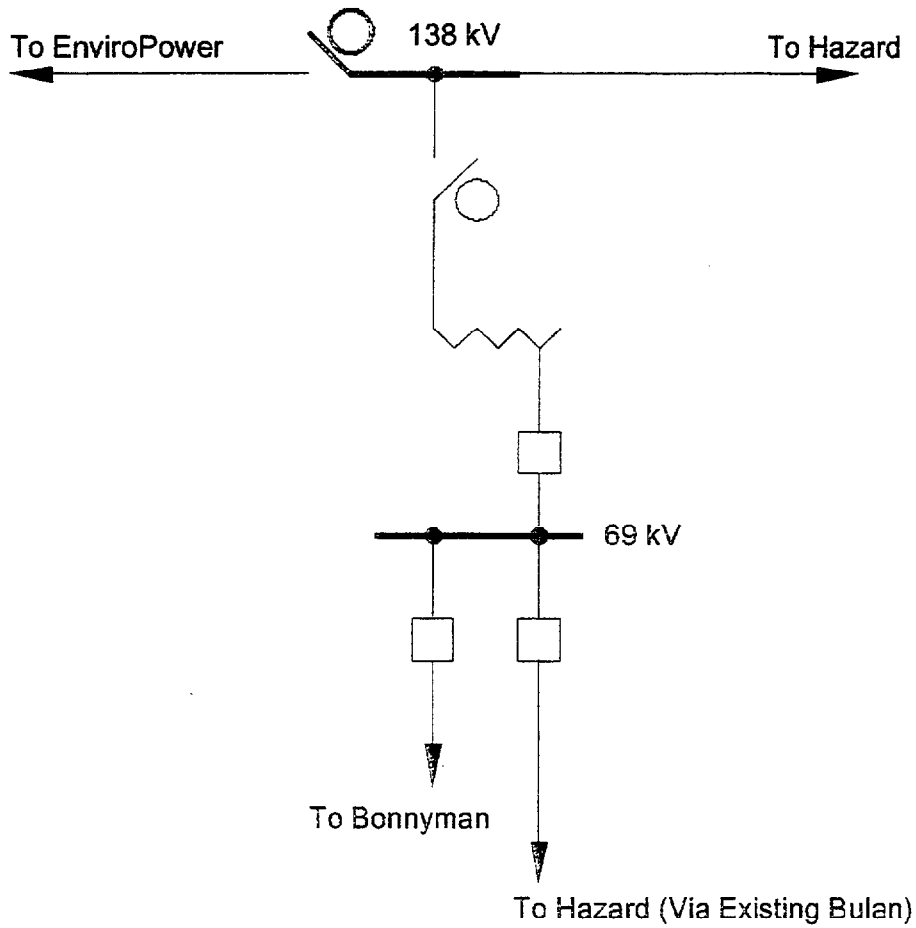 To EnviroPower
138 kV
To Hazard
69 kV
To Bonnyman
To Hazard (Via Existing Bulan)